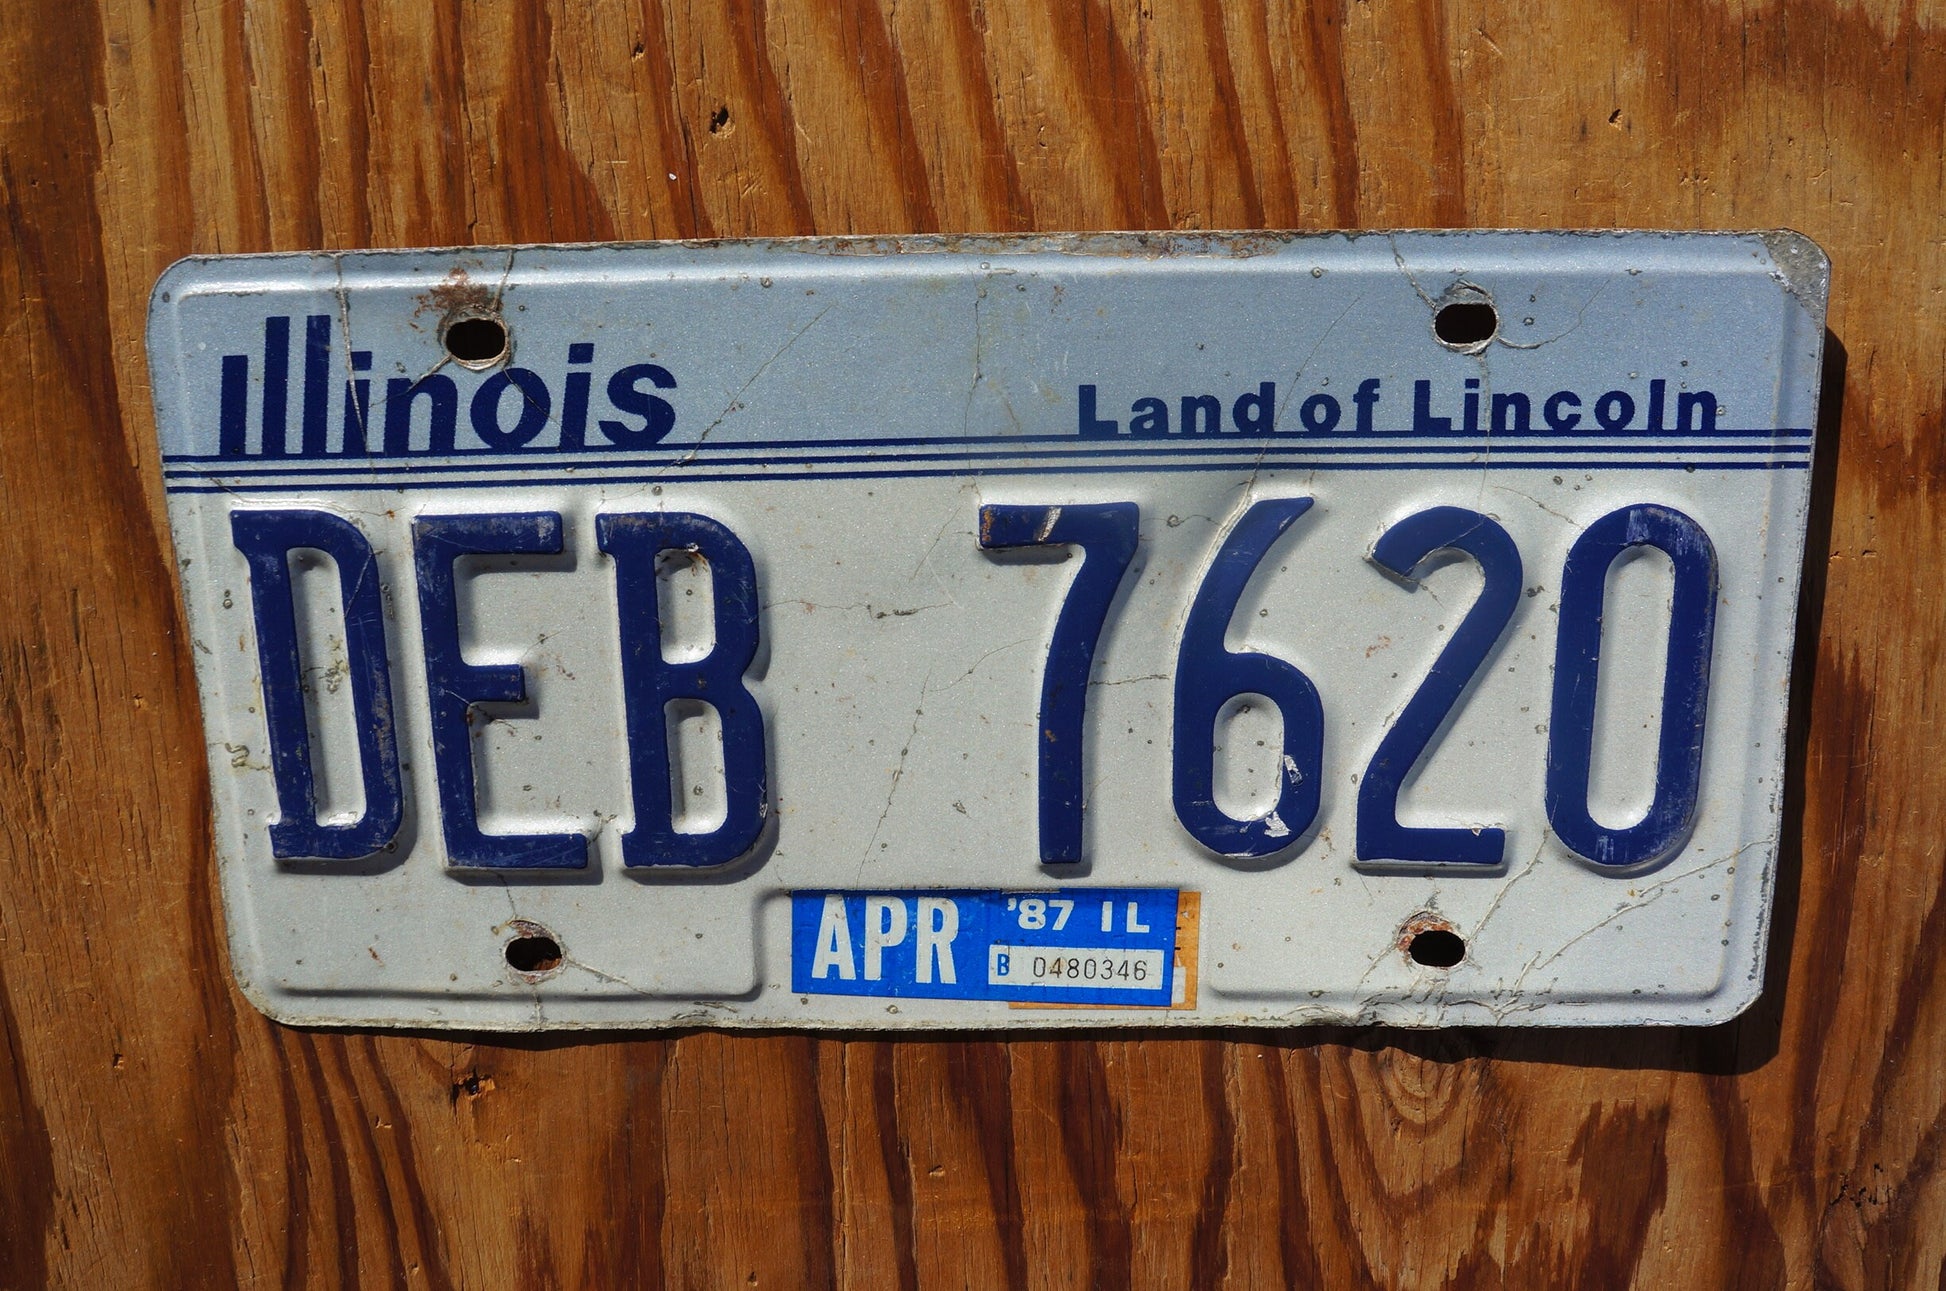 Illinois Land of Lincoln
DEB 7620
APR '87 IL
B 0480346